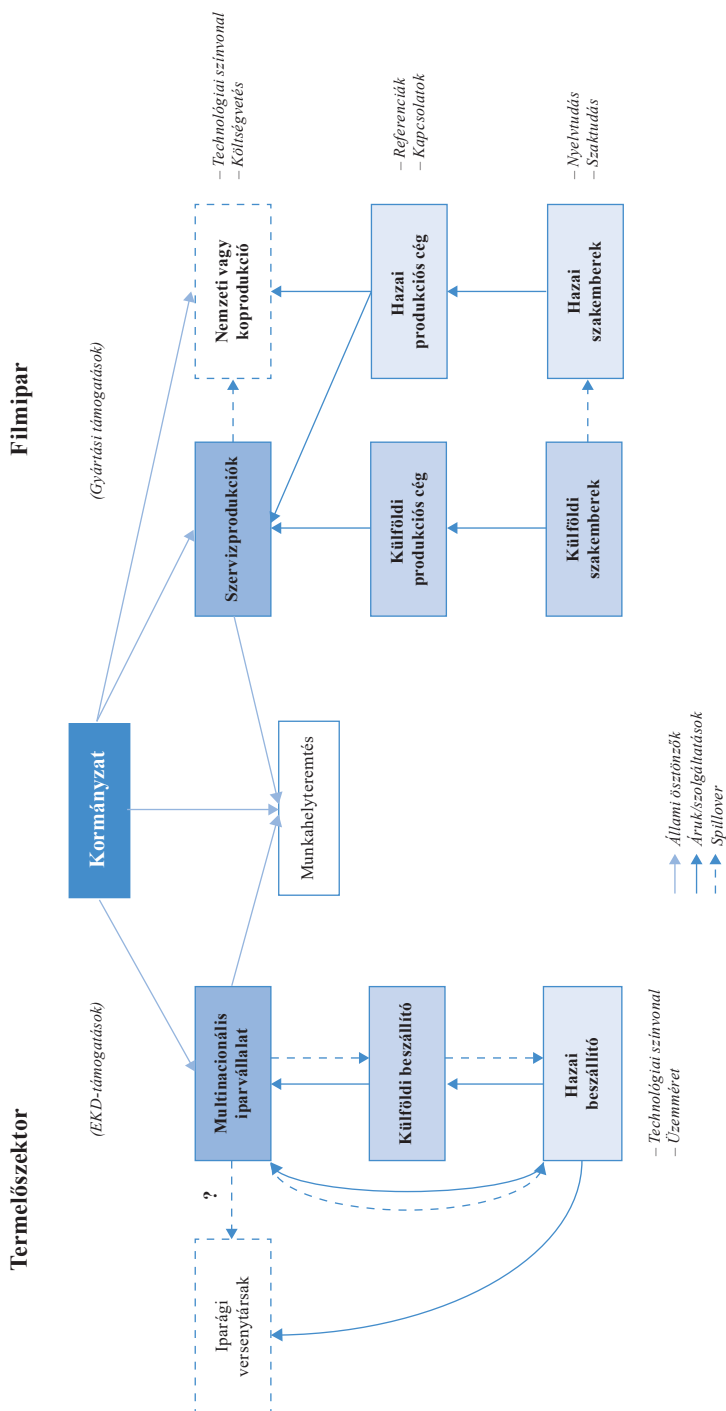 Termelőszektor
Filmipar
Kormányzat
(EKD-támogatások)
(Gyártási támogatások)
Iparági
versenytársak
?
Multinacionális
iparvállalat
Szervizprodukciók
Nemzeti vagy
koprodukció
– Technológiai színvonal
– Költségvetés
Munkahelyteremtés
Külföldi beszállító
Külföldi
produkciós cég
Hazai
produkciós cég
– Referenciák
– Kapcsolatok
Hazai
beszállító
Külföldi
szakemberek
Hazai
szakemberek
– Nyelvtudás
– Szaktudás
– Technológiai színvonal
– Üzemméret
Állami ösztönzők
Áruk/szolgáhatások
Spillover